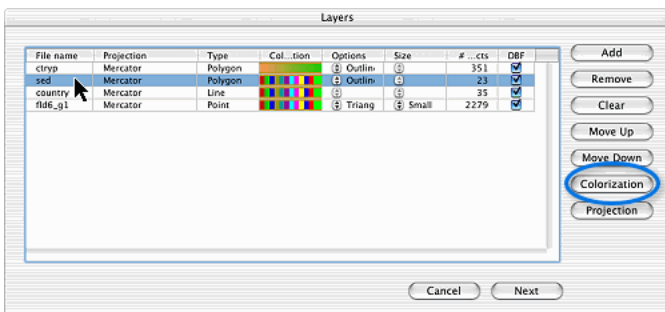 Layers
File name Projection Type Col...tion Options Size # ...cts DBF
ctryp Mercator Polygon Outlin 351
sed Mercator Polygon Outlin 23
country Mercator Line 35
fld6_g1 Mercator Point Triang Small 2279
Add
Remove
Clear
Move Up
Move Down
Colorization
Projection
Cancel Next